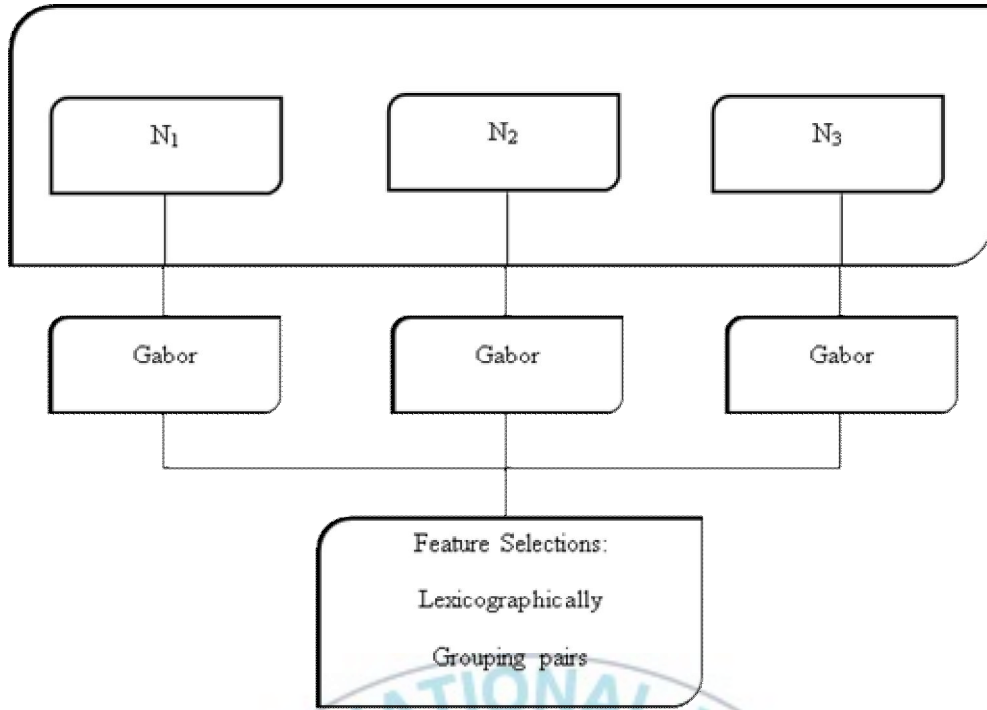 N₁ N₂ N₃
Gabor Gabor Gabor
Feature Selections:
Lexicographically
Grouping pairs